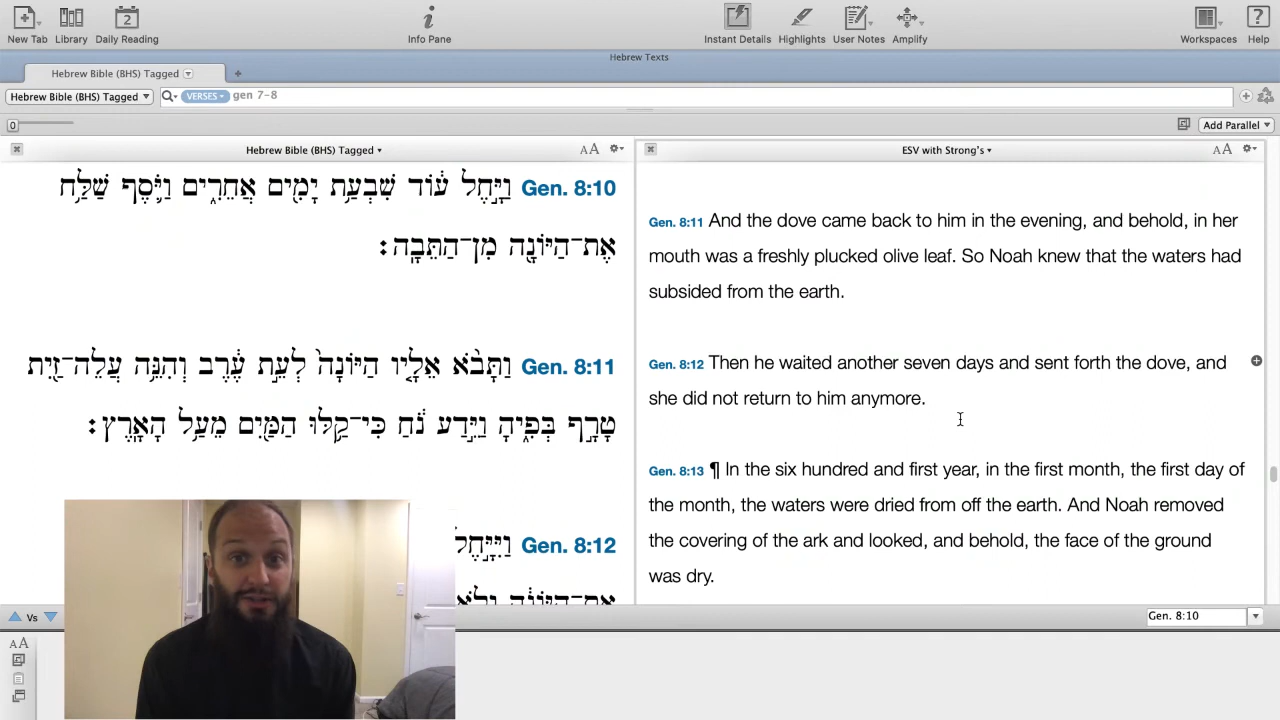 New Tab Library Daily Reading Info Pane Instant Details Highlights User Notes Amplify Workspaces Help
2
Hebrew Texts
Hebrew Bible (BHS) Tagged
Hebrew Bible (BHS) Tagged VERSES gen 7-8
0 Add Parallel
Hebrew Bible (BHS) Tagged AA
Gen. 8:10 וַיָּ֣חֶל ע֔וֹד שִׁבְעַ֥ת יָמִ֖ים אֲחֵרִ֑ים וַיֹּ֛סֶף שַׁלַּ֥ח
אֶת־הַיּוֹנָ֖ה מִן־הַתֵּבָֽה׃
Gen. 8:11 וַתָּבֹ֨א אֵלָ֤יו הַיּוֹנָה֙ לְעֵ֣ת עֶ֔רֶב וְהִנֵּ֥ה עֲלֵה־זַ֖יִת
טָרָ֣ף בְּפִ֑יהָ וַיֵּ֣דַע נֹ֔חַ כִּי־קַ֥לּוּ הַמַּ֖יִם מֵעַ֥ל הָאָֽרֶץ׃
Gen. 8:12 וַיִּיָּ֣חֶל
ESV with Strong's AA
Gen. 8:11 And the dove came back to him in the evening, and behold, in her
mouth was a freshly plucked olive leaf. So Noah knew that the waters had
subsided from the earth.
Gen. 8:12 Then he waited another seven days and sent forth the dove, and
she did not return to him anymore.
Gen. 8:13 ¶ In the six hundred and first year, in the first month, the first day of
the month, the waters were dried from off the earth. And Noah removed
the covering of the ark and looked, and behold, the face of the ground
was dry.
Vs Gen. 8:10
AA